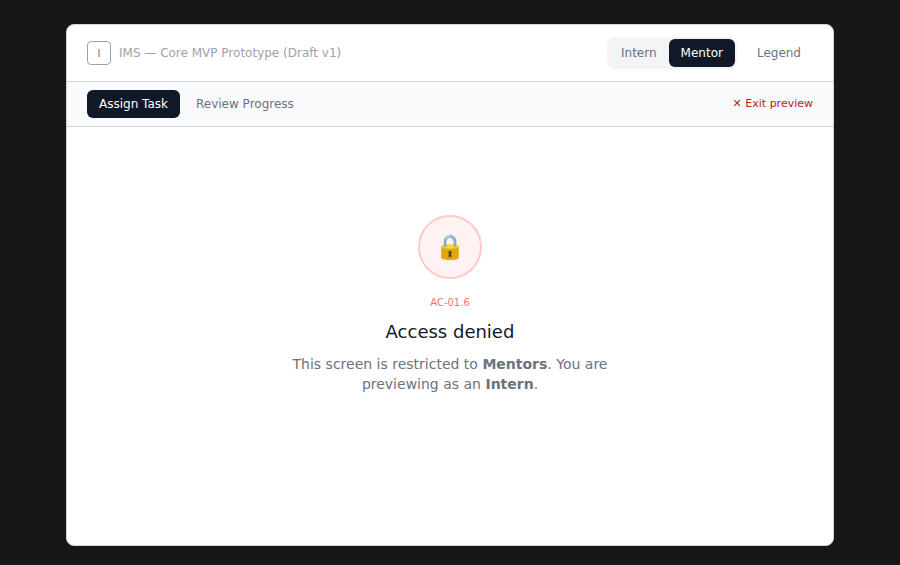 I IMS — Core MVP Prototype (Draft v1) Intern Mentor Legend
Assign Task Review Progress ✕ Exit preview
AC-01.6
Access denied
This screen is restricted to Mentors. You are
previewing as an Intern.